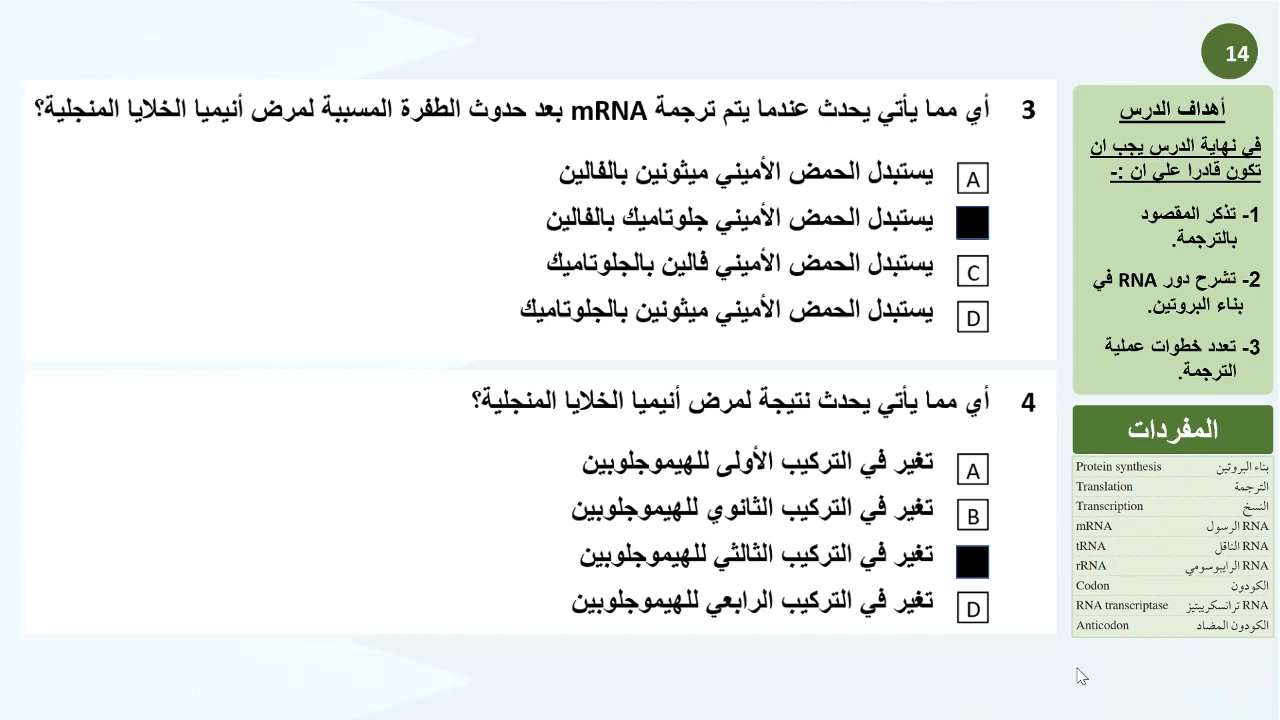 14
3 أي مما يأتي يحدث عندما يتم ترجمة mRNA بعد حدوث الطفرة المسببة لمرض أنيميا الخلايا المنجلية؟
A يستبدل الحمض الأميني ميثونين بالفالين
يستبدل الحمض الأميني جلوتاميك بالفالين
C يستبدل الحمض الأميني فالين بالجلوتاميك
D يستبدل الحمض الأميني ميثونين بالجلوتاميك
4 أي مما يأتي يحدث نتيجة لمرض أنيميا الخلايا المنجلية؟
A تغير في التركيب الأولى للهيموجلوبين
B تغير في التركيب الثانوي للهيموجلوبين
تغير في التركيب الثالثي للهيموجلوبين
D تغير في التركيب الرابعي للهيموجلوبين
أهداف الدرس
في نهاية الدرس يجب ان
تكون قادرا علي ان :-
1- تذكر المقصود
بالترجمة.
2- تشرح دور RNA في
بناء البروتين.
3- تعدد خطوات عملية
الترجمة.
المفردات
Protein synthesis بناء البروتين
Translation الترجمة
Transcription النسخ
mRNA RNA الرسول
tRNA RNA الناقل
rRNA RNA الرايبوسومي
Codon الكودون
RNA transcriptase RNA ترانسكريبتيز
Anticodon الكودون المضاد